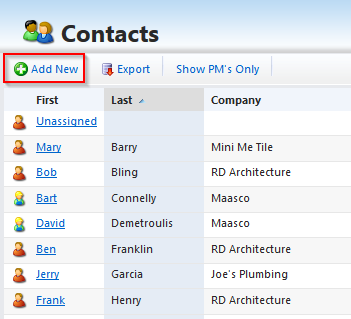 Contacts
Add New Export Show PM's Only
First Last Company
Unassigned
Mary Barry Mini Me Tile
Bob Bling RD Architecture
Bart Connelly Maasco
David Demetroulis Maasco
Ben Franklin RD Architecture
Jerry Garcia Joe's Plumbing
Frank Henry RD Architecture